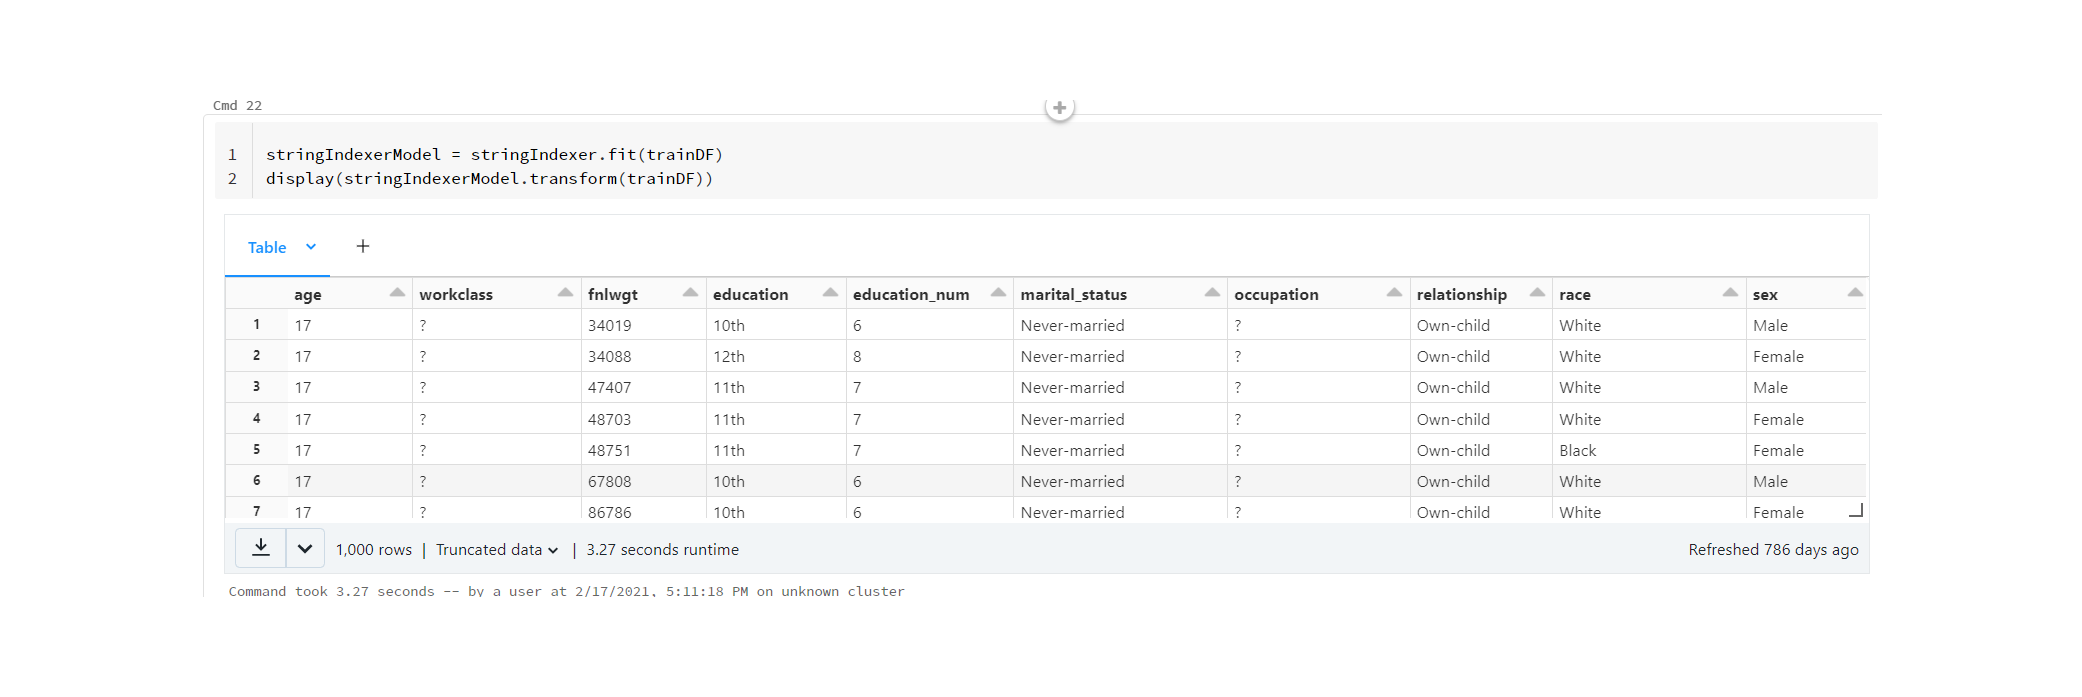 Cmd 22
1 stringIndexerModel = stringIndexer.fit(trainDF)
2 display(stringIndexerModel.transform(trainDF))
Table +
age workclass fnlwgt education education_num marital_status occupation relationship race sex
1 17 ? 34019 10th 6 Never-married ? Own-child White Male
2 17 ? 34088 12th 8 Never-married ? Own-child White Female
3 17 ? 47407 11th 7 Never-married ? Own-child White Male
4 17 ? 48703 11th 7 Never-married ? Own-child White Female
5 17 ? 48751 11th 7 Never-married ? Own-child Black Female
6 17 ? 67808 10th 6 Never-married ? Own-child White Male
7 17 ? 86786 10th 6 Never-married ? Own-child White Female
1,000 rows | Truncated data | 3.27 seconds runtime Refreshed 786 days ago
Command took 3.27 seconds -- by a user at 2/17/2021, 5:11:18 PM on unknown cluster